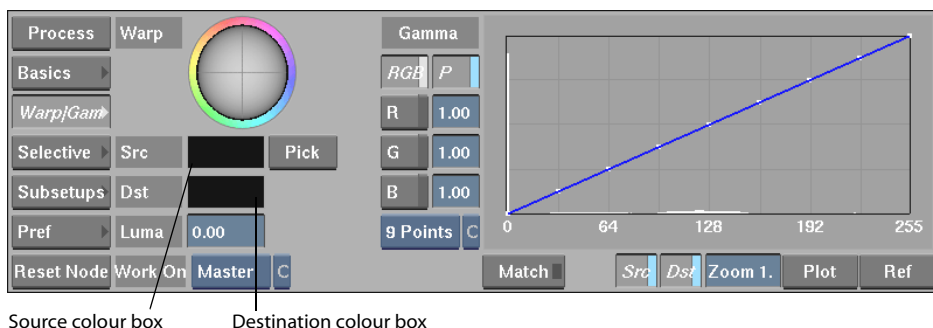 Process Warp Gamma
Basics RGB P
Warp|Gam R 1.00
Selective Src Pick G 1.00
Subsetups Dst B 1.00
Pref Luma 0.00 9 Points C 0 64 128 192 255
Reset Node Work On Master C Match Src Dst Zoom 1. Plot Ref
Source colour box Destination colour box